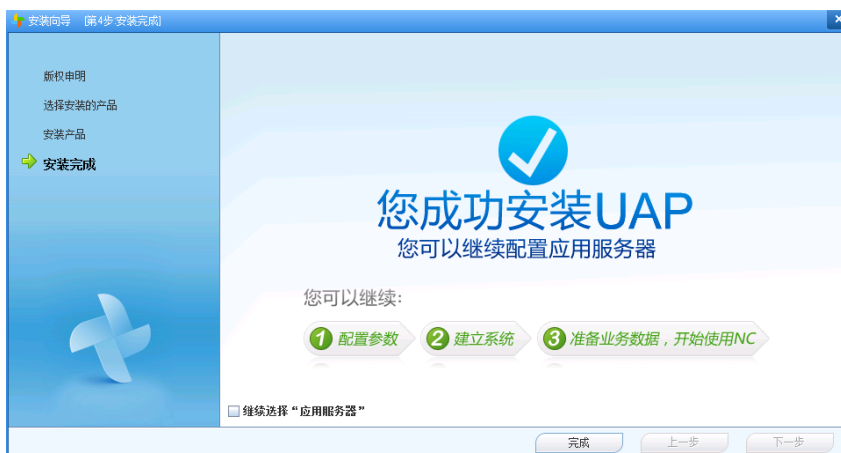 安装向导 [第4步:安装完成]
版权申明
选择安装的产品
安装产品
安装完成
您成功安装UAP
您可以继续配置应用服务器
您可以继续:
1 配置参数 2 建立系统 3 准备业务数据，开始使用NC
继续选择“应用服务器”
完成 上一步 下一步